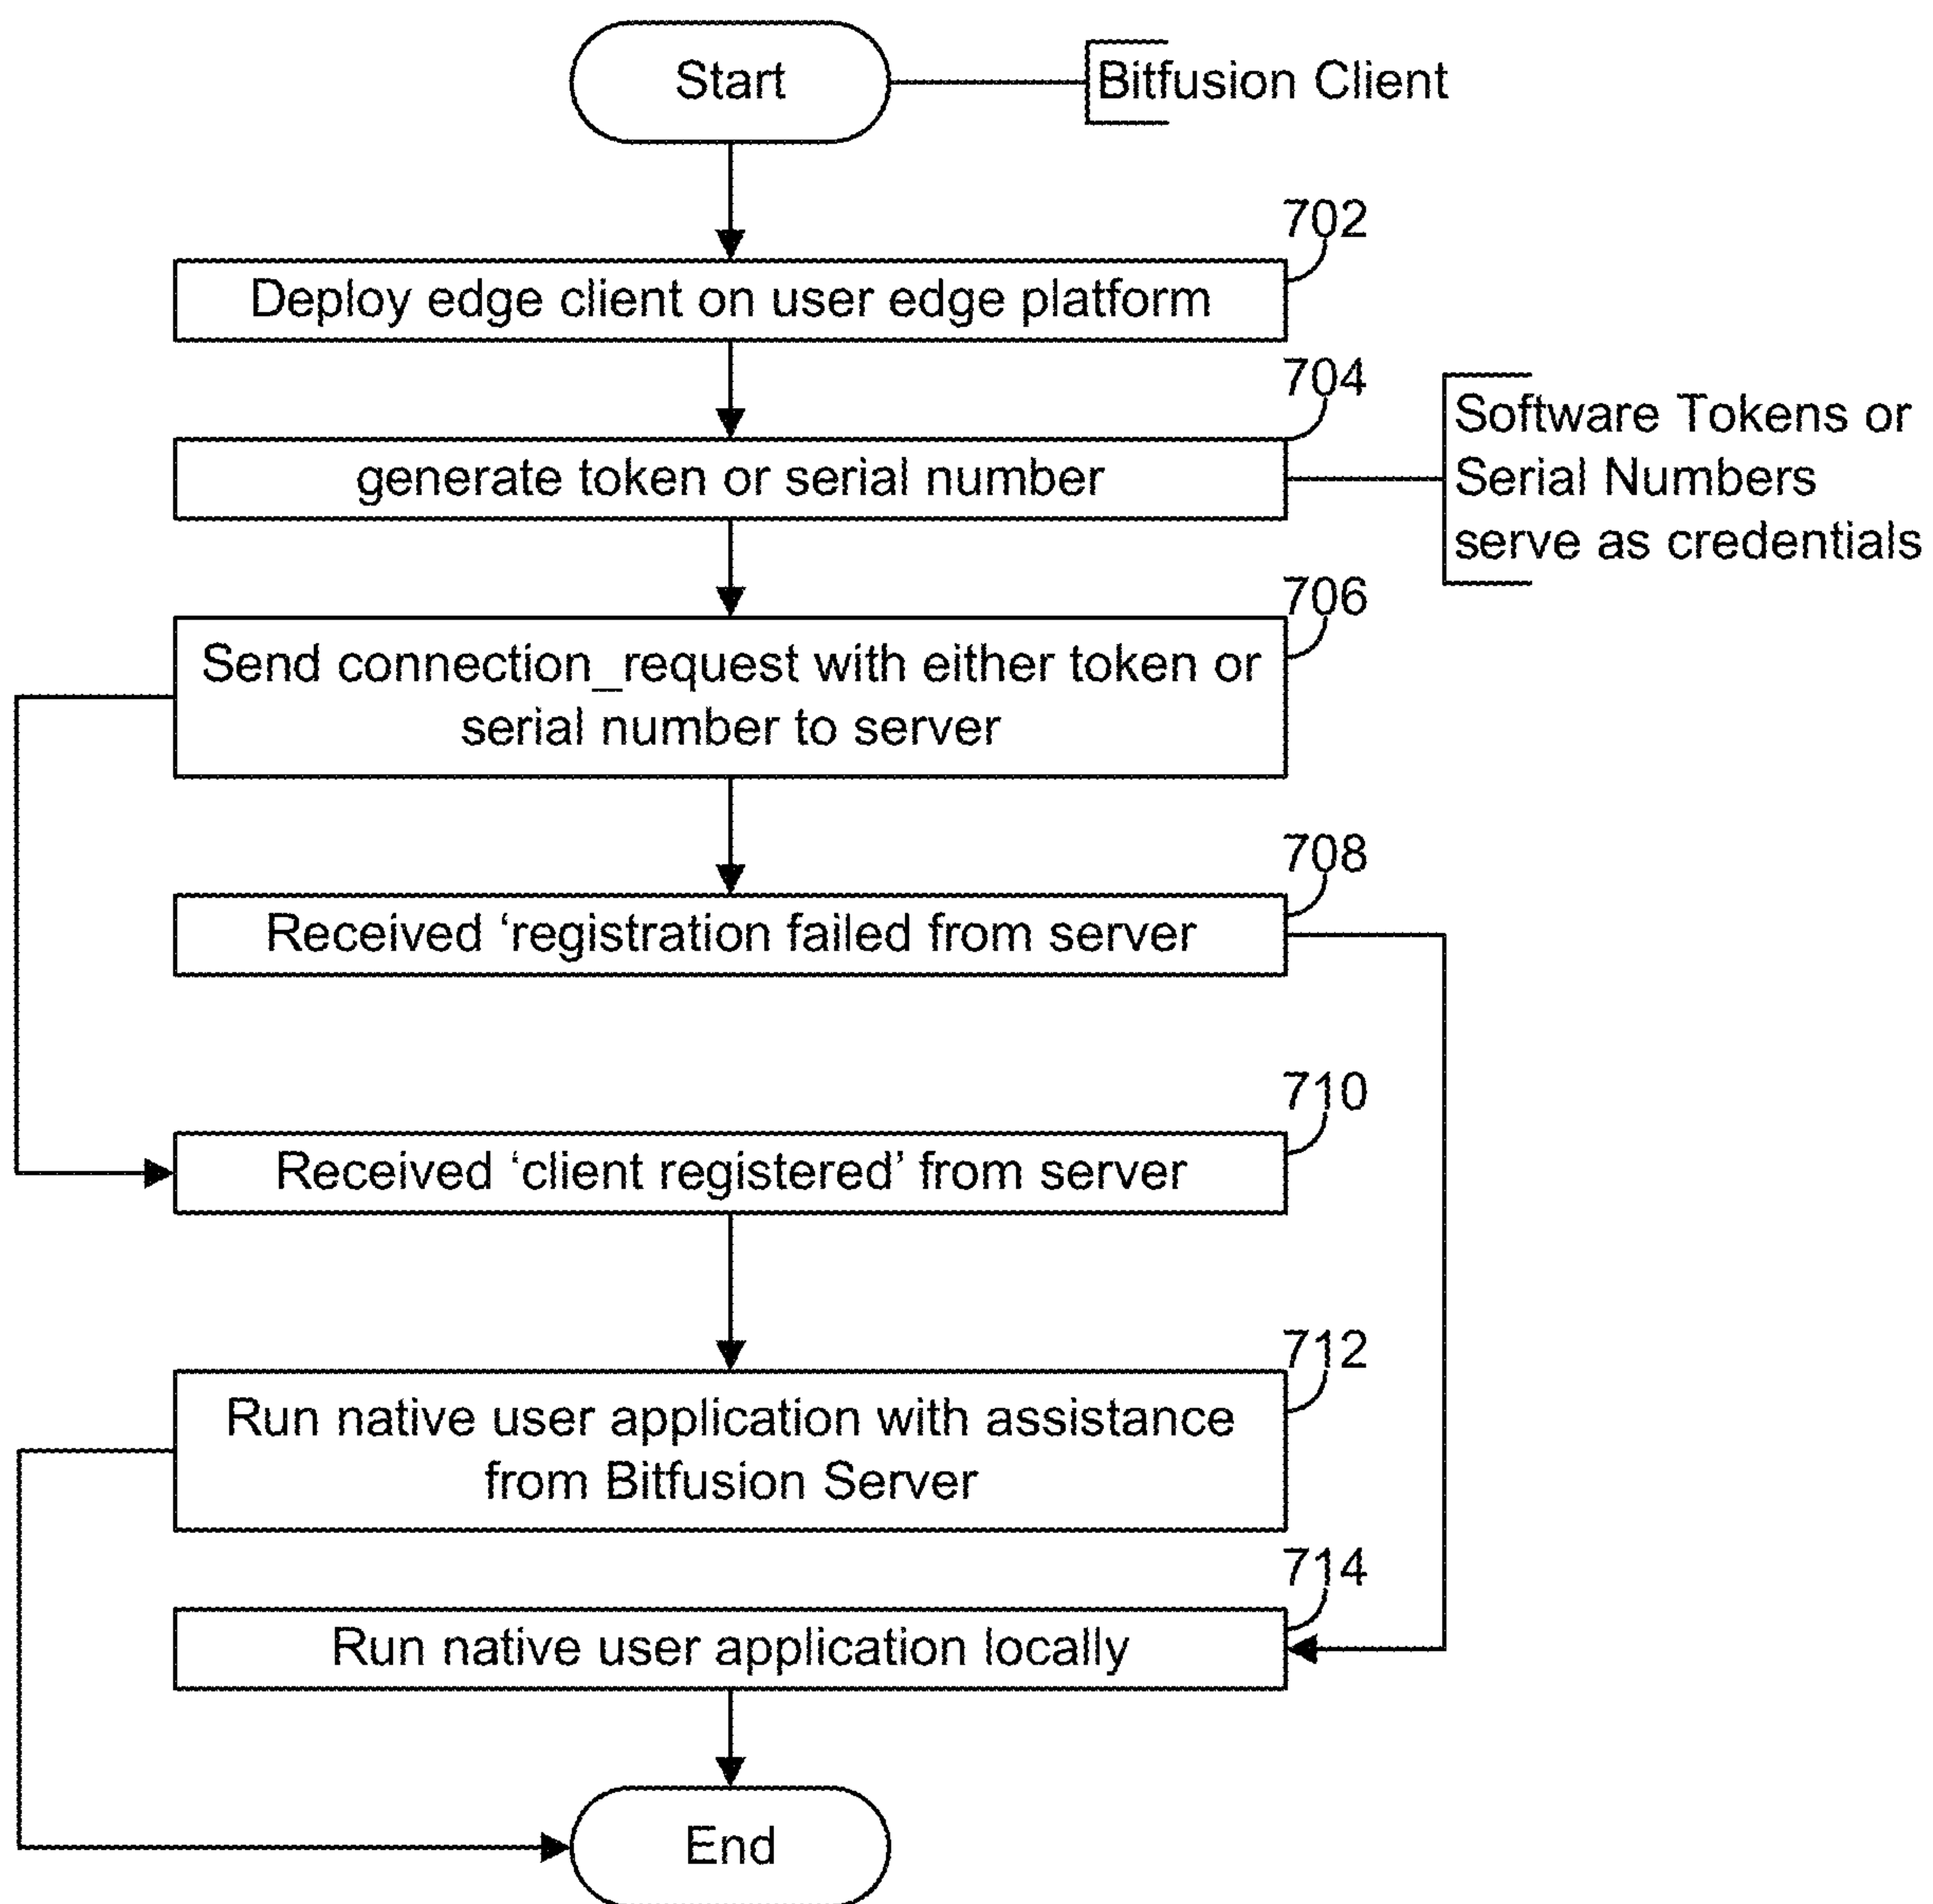 Start
Bitfusion Client
702
Deploy edge client on user edge platform
704
generate token or serial number
Software Tokens or
Serial Numbers
serve as credentials
706
Send connection_request with either token or
serial number to server
708
Received ‘registration failed from server
710
Received ‘client registered’ from server
712
Run native user application with assistance
from Bitfusion Server
714
Run native user application locally
End